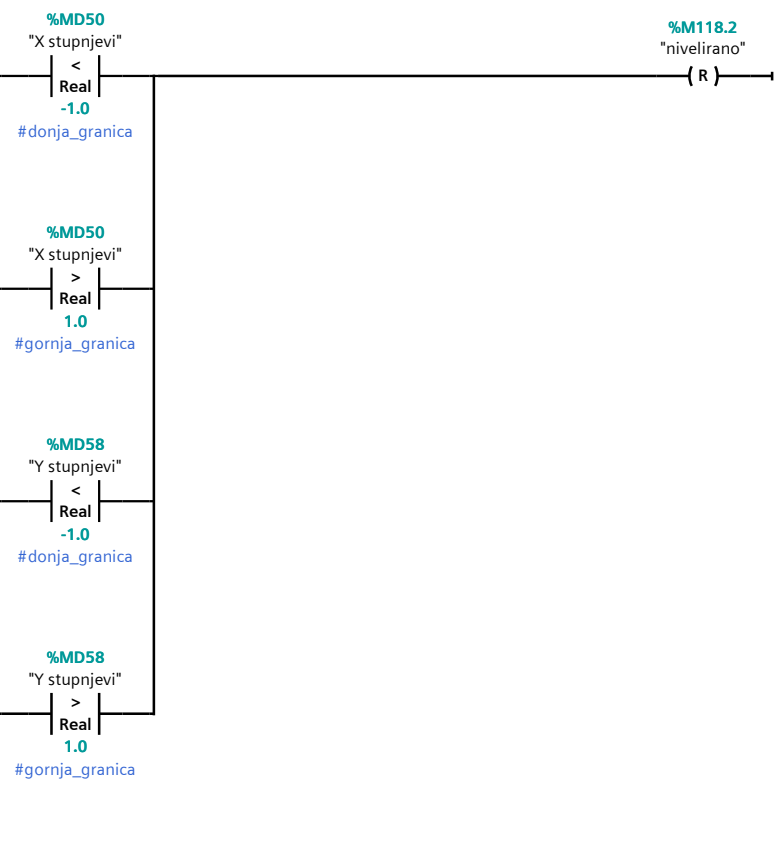 %MD50
"X stupnjevi"
<
Real
-1.0
#donja_granica
%M118.2
"nivelirano"
R
%MD50
"X stupnjevi"
>
Real
1.0
#gornja_granica
%MD58
"Y stupnjevi"
<
Real
-1.0
#donja_granica
%MD58
"Y stupnjevi"
>
Real
1.0
#gornja_granica